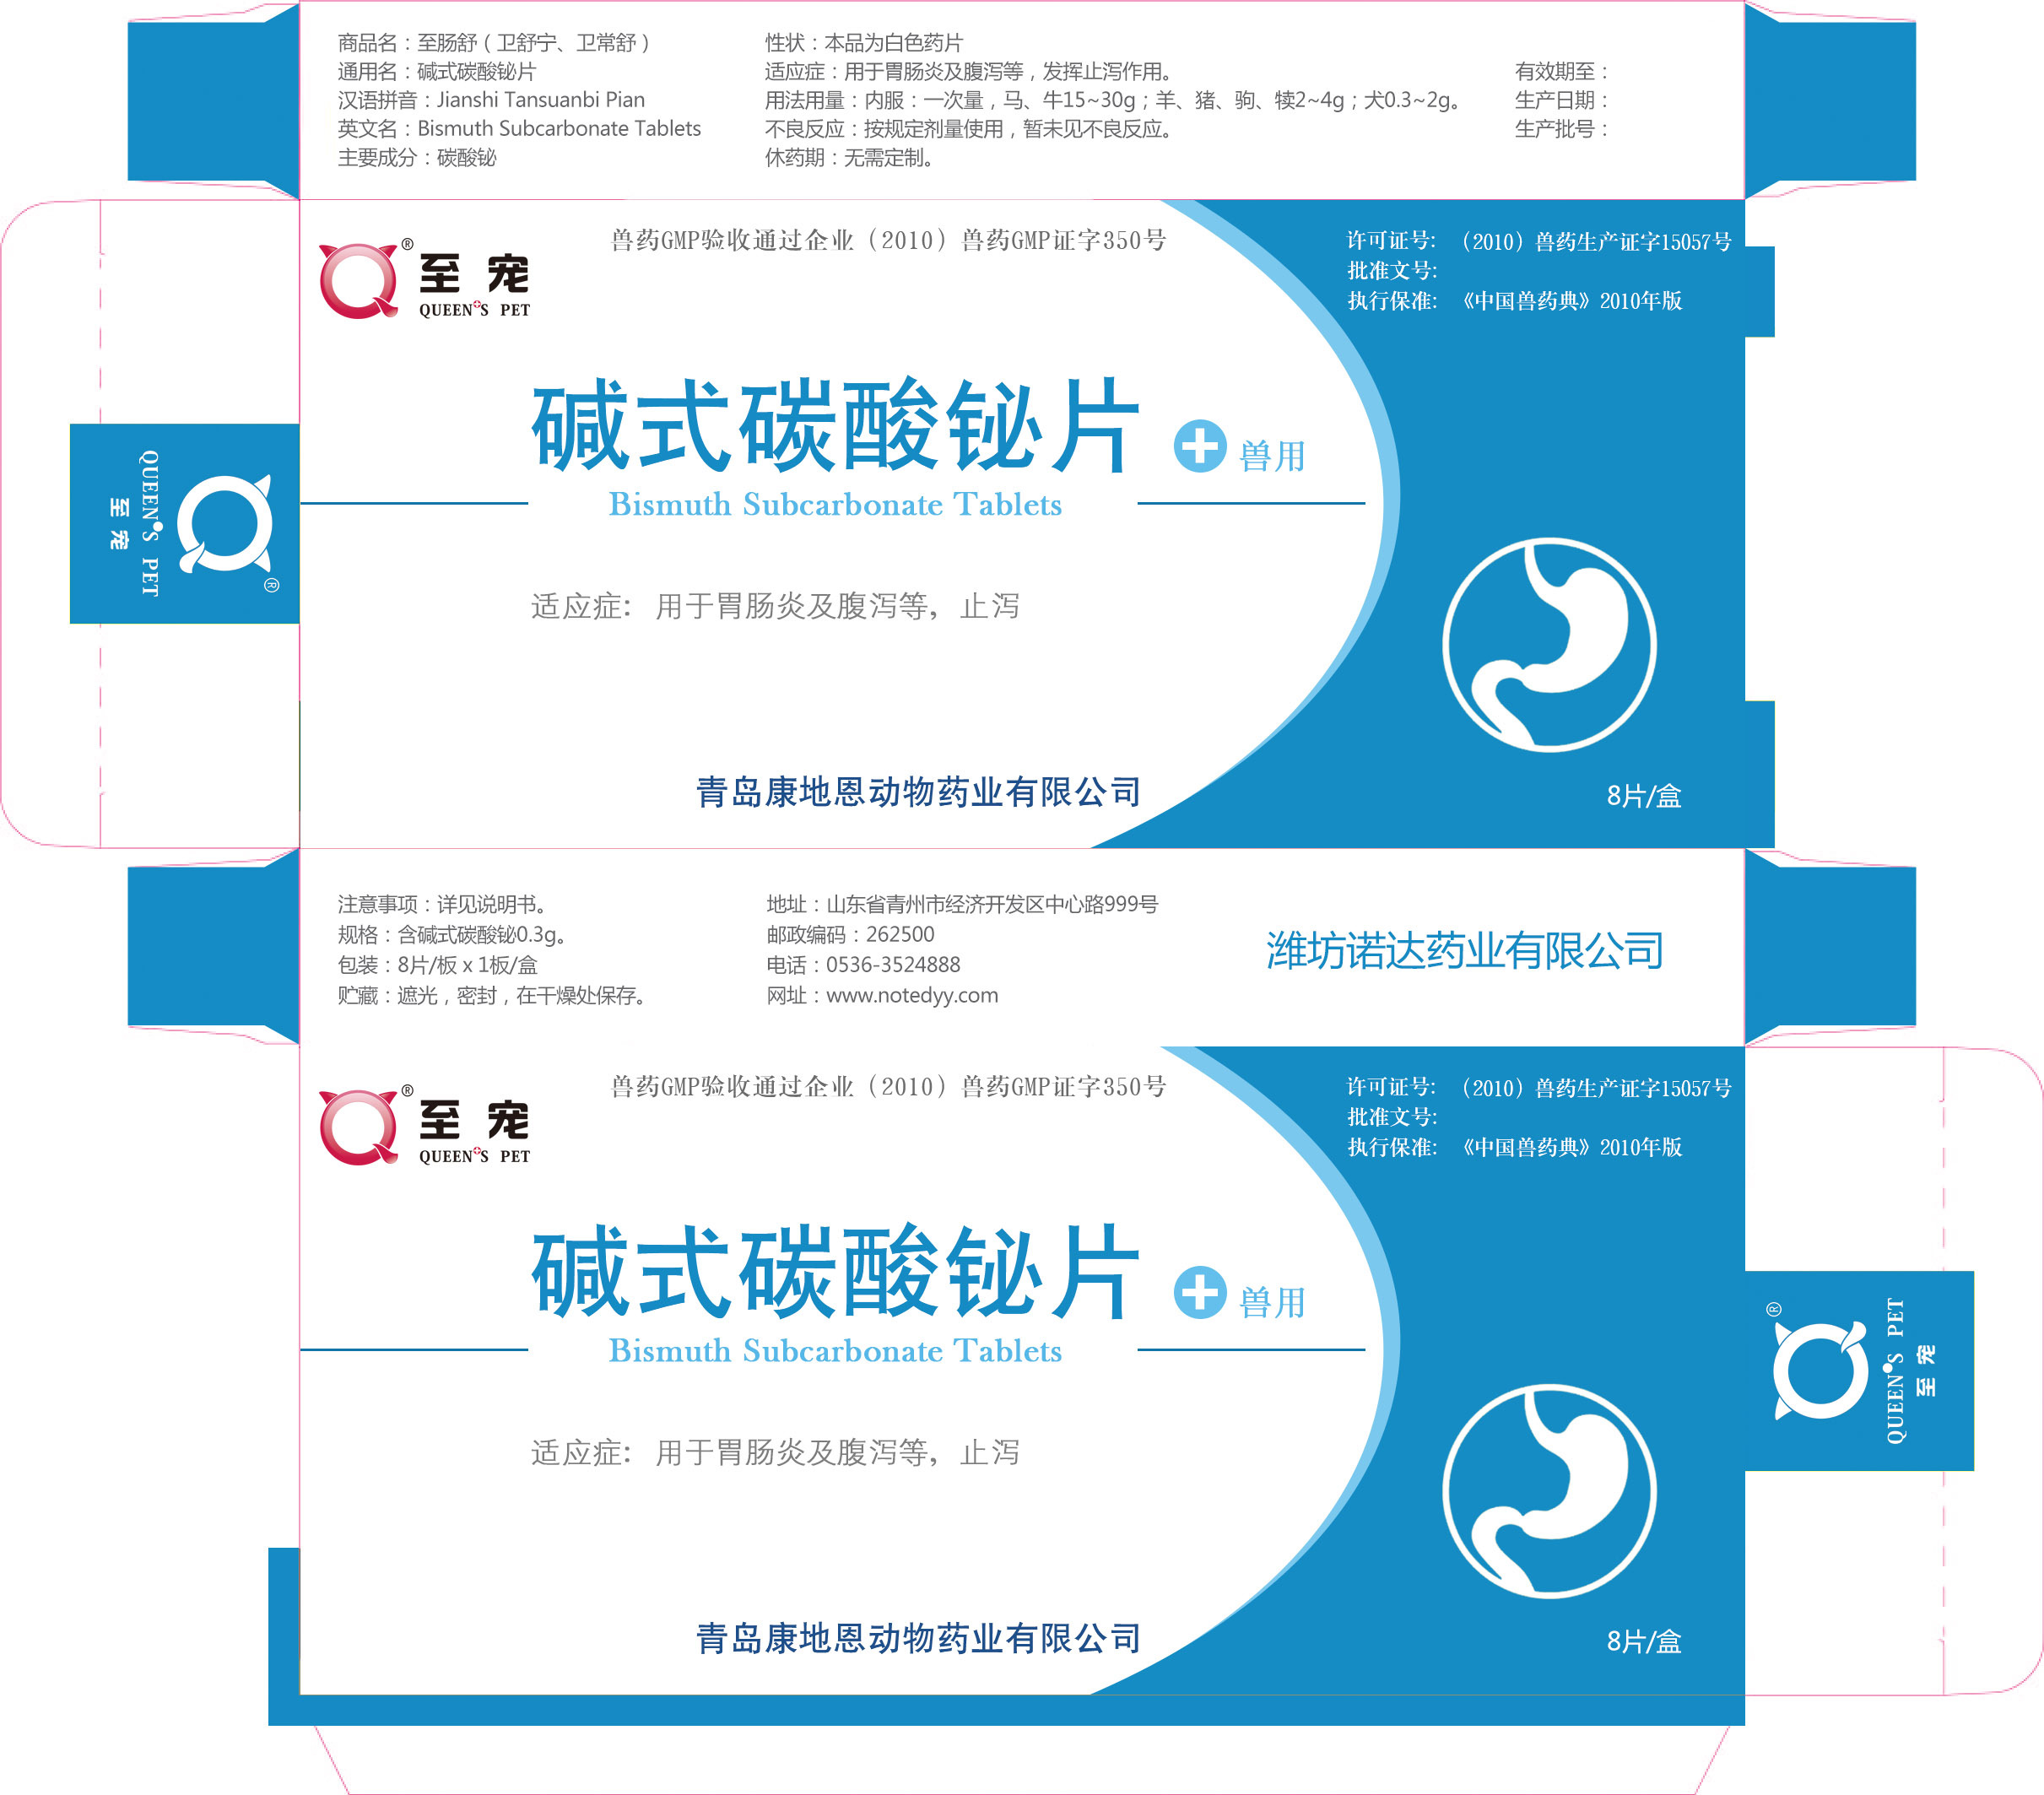 商品名：至肠舒（卫舒宁、卫常舒）
通用名：碱式碳酸铋片
汉语拼音：Jianshi Tansuanbi Pian
英文名：Bismuth Subcarbonate Tablets
主要成分：碳酸铋
性状：本品为白色药片
适应症：用于胃肠炎及腹泻等，发挥止泻作用。
用法用量：内服：一次量，马、牛15~30g；羊、猪、驹、犊2~4g；犬0.3~2g。
不良反应：按规定剂量使用，暂未见不良反应。
休药期：无需定制。
有效期至：
生产日期：
生产批号：
®
至宠
QUEEN'S PET
兽药GMP验收通过企业（2010）兽药GMP证字350号
许可证号: （2010）兽药生产证字15057号
批准文号:
执行保准: 《中国兽药典》2010年版
碱式碳酸铋片
兽用
Bismuth Subcarbonate Tablets
适应症: 用于胃肠炎及腹泻等, 止泻
青岛康地恩动物药业有限公司
8片/盒
®
QUEEN'S PET
至宠
注意事项：详见说明书。
规格：含碱式碳酸铋0.3g。
包装：8片/板 x 1板/盒
贮藏：遮光，密封，在干燥处保存。
地址：山东省青州市经济开发区中心路999号
邮政编码：262500
电话：0536-3524888
网址：www.notedyy.com
潍坊诺达药业有限公司
®
至宠
QUEEN'S PET
兽药GMP验收通过企业（2010）兽药GMP证字350号
许可证号: （2010）兽药生产证字15057号
批准文号:
执行保准: 《中国兽药典》2010年版
碱式碳酸铋片
兽用
Bismuth Subcarbonate Tablets
适应症: 用于胃肠炎及腹泻等, 止泻
青岛康地恩动物药业有限公司
8片/盒
®
QUEEN'S PET
至宠